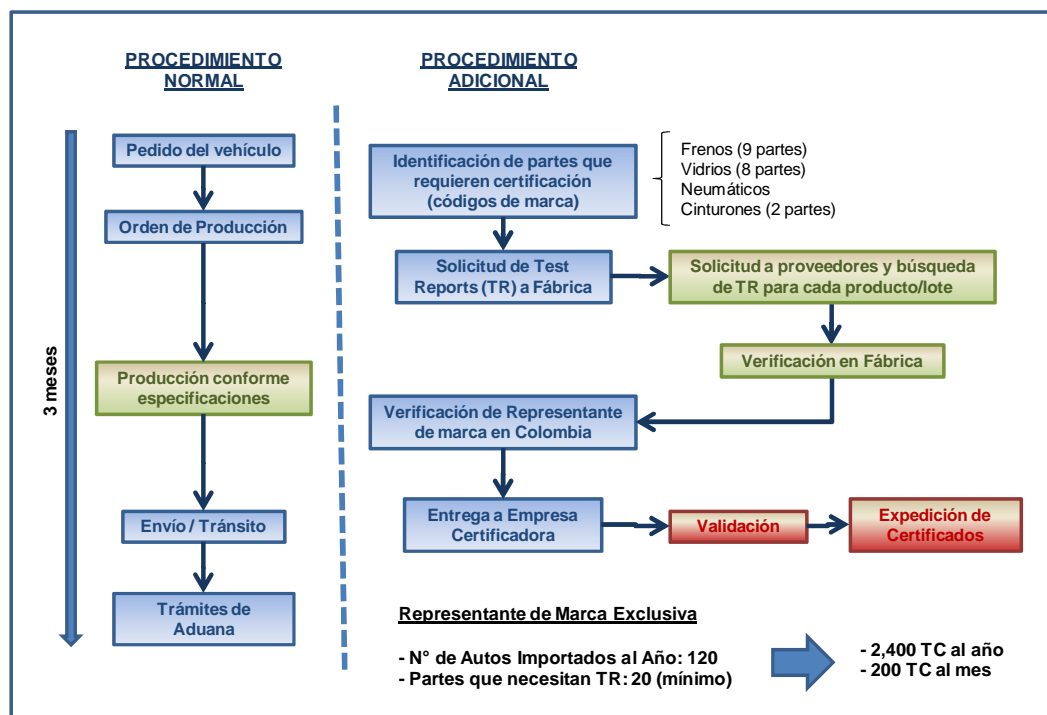 PROCEDIMIENTO
NORMAL
3 meses
Pedido del vehículo
Orden de Producción
Producción conforme
especificaciones
Envío / Tránsito
Trámites de
Aduana
PROCEDIMIENTO
ADICIONAL
Identificación de partes que
requieren certificación
(códigos de marca)
Frenos (9 partes)
Vidrios (8 partes)
Neumáticos
Cinturones (2 partes)
Solicitud de Test
Reports (TR) a Fábrica
Solicitud a proveedores y búsqueda
de TR para cada producto/lote
Verificación en Fábrica
Verificación de Representante
de marca en Colombia
Entrega a Empresa
Certificadora
Validación
Expedición de
Certificados
Representante de Marca Exclusiva
- N° de Autos Importados al Año: 120
- Partes que necesitan TR: 20 (mínimo)
- 2,400 TC al año
- 200 TC al mes